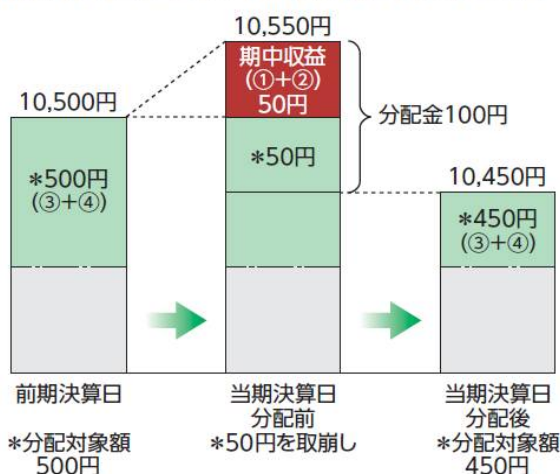 10,550円
期中収益
(①+②)
50円
10,500円
分配金100円
*500円
(③+④)
*50円
10,450円
*450円
(③+④)
前期決算日
*分配対象額
500円
当期決算日
分配前
*50円を取崩し
当期決算日
分配後
*分配対象額
450円